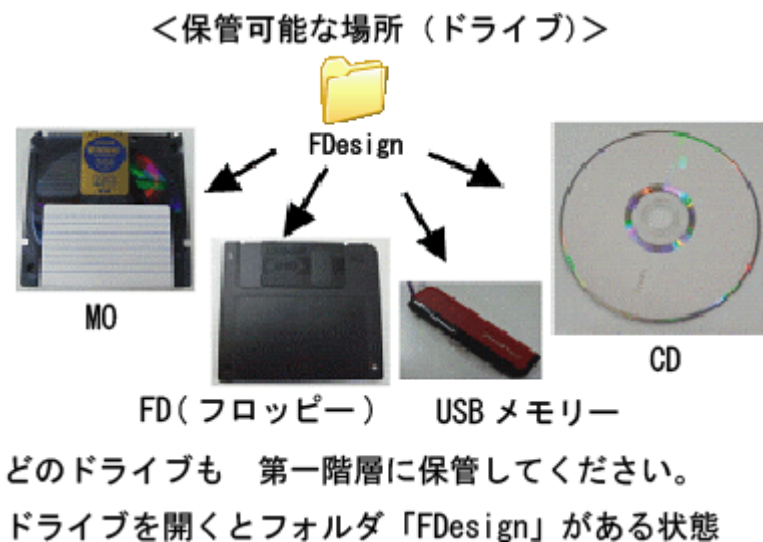 ＜保管可能な場所（ドライブ）＞
FDesign
MO
CD
FD(フロッピー)
USBメモリー
どのドライブも　第一階層に保管してください。
ドライブを開くとフォルダ「FDesign」がある状態